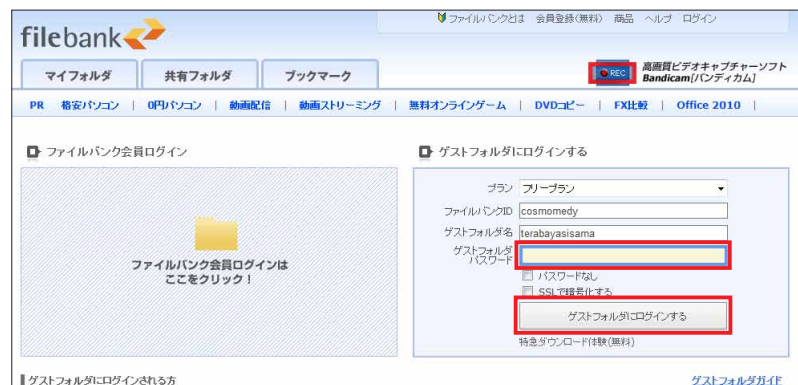 ファイルバンクとは 会員登録(無料) 商品 ヘルプ ログイン
filebank
マイフォルダ 共有フォルダ ブックマーク
REC 高画質ビデオキャプチャーソフト
Bandicam[バンディカム]
PR 格安パソコン | 0円パソコン | 動画配信 | 動画ストリーミング | 無料オンラインゲーム | DVDコピー | FX比較 | Office 2010 |
ファイルバンク会員ログイン
ファイルバンク会員ログインは
ここをクリック!
ゲストフォルダにログインする
プラン フリープラン
ファイルバンクID cosmomedy
ゲストフォルダ名 terabayasisama
ゲストフォルダ
パスワード
パスワードなし
SSLで暗号化する
ゲストフォルダにログインする
特急ダウンロード体験(無料)
ゲストフォルダにログインされる方 ゲストフォルダガイド